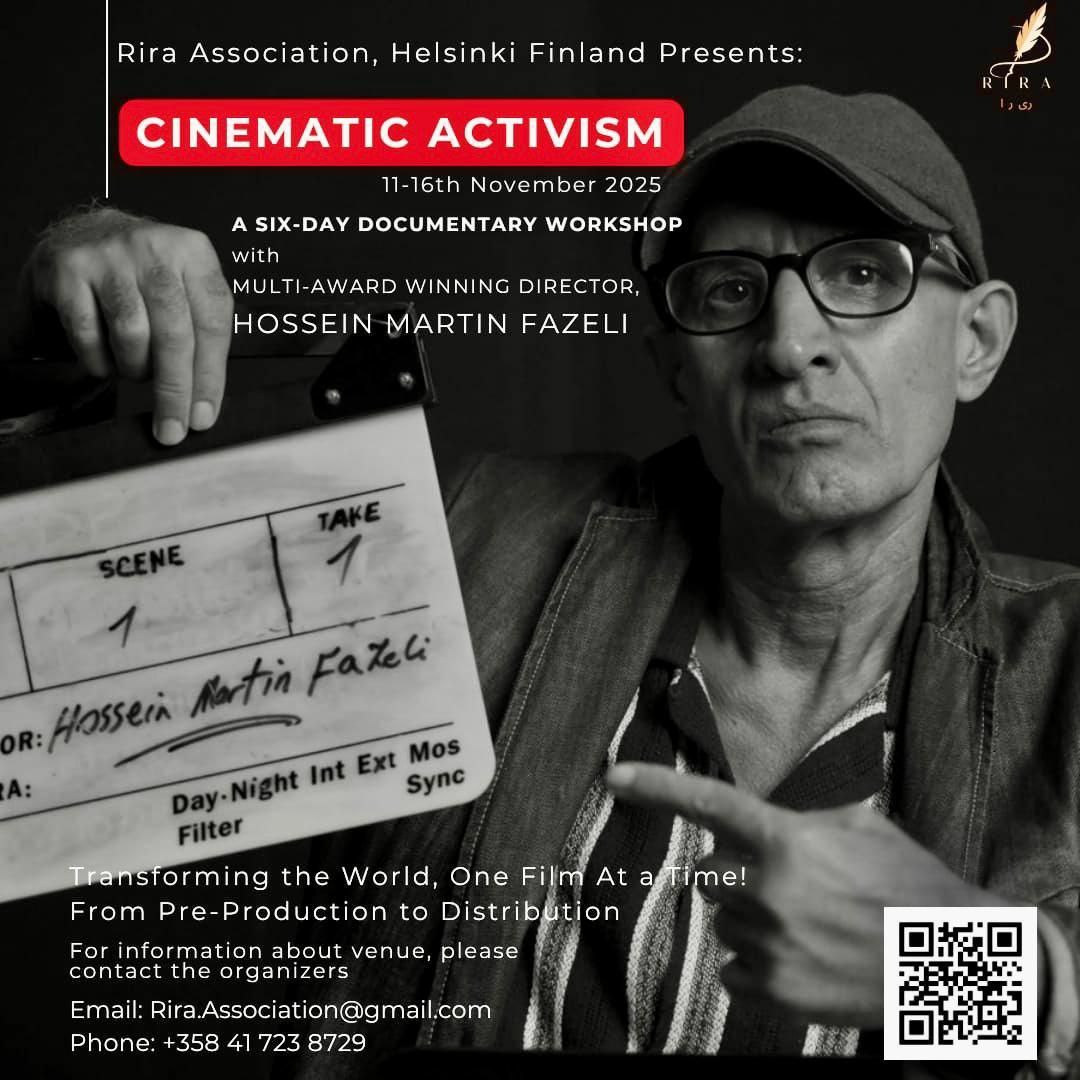 Rira Association, Helsinki Finland Presents:
RIRA
ری را
CINEMATIC ACTIVISM
11-16th November 2025
A SIX-DAY DOCUMENTARY WORKSHOP
with
MULTI-AWARD WINNING DIRECTOR,
HOSSEIN MARTIN FAZELI
SCENE
TAKE
1
1
OR: Hossein Martin Fazeli
RA:
Day·Night Int Ext Mos
Filter
Sync
Transforming the World, One Film At a Time!
From Pre-Production to Distribution
For information about venue, please
contact the organizers
Email: Rira.Association@gmail.com
Phone: +358 41 723 8729